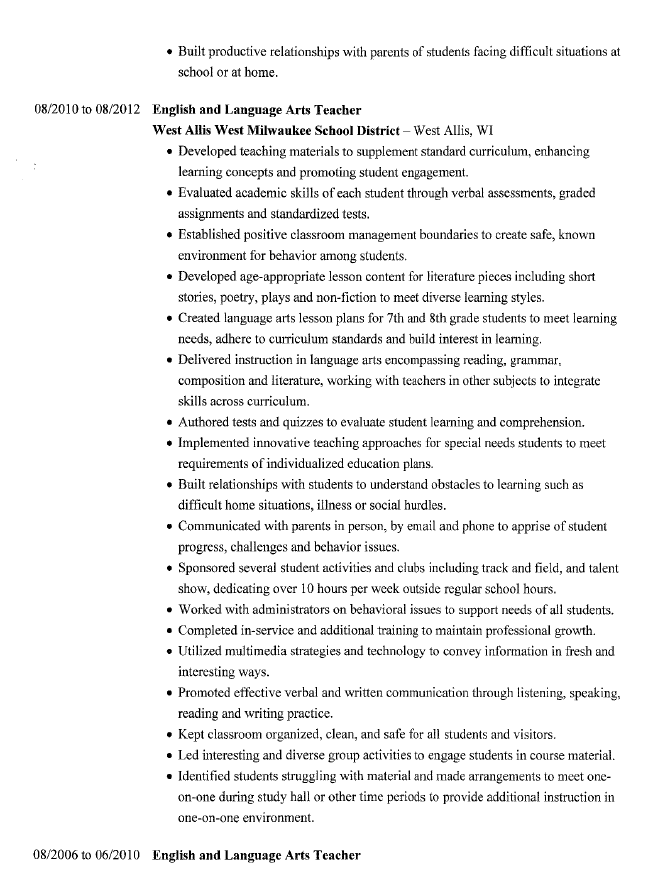 • Built productive relationships with parents of students facing difficult situations at
school or at home.
08/2010 to 08/2012 English and Language Arts Teacher
West Allis West Milwaukee School District – West Allis, WI
• Developed teaching materials to supplement standard curriculum, enhancing
learning concepts and promoting student engagement.
• Evaluated academic skills of each student through verbal assessments, graded
assignments and standardized tests.
• Established positive classroom management boundaries to create safe, known
environment for behavior among students.
• Developed age-appropriate lesson content for literature pieces including short
stories, poetry, plays and non-fiction to meet diverse learning styles.
• Created language arts lesson plans for 7th and 8th grade students to meet learning
needs, adhere to curriculum standards and build interest in learning.
• Delivered instruction in language arts encompassing reading, grammar,
composition and literature, working with teachers in other subjects to integrate
skills across curriculum.
• Authored tests and quizzes to evaluate student learning and comprehension.
• Implemented innovative teaching approaches for special needs students to meet
requirements of individualized education plans.
• Built relationships with students to understand obstacles to learning such as
difficult home situations, illness or social hurdles.
• Communicated with parents in person, by email and phone to apprise of student
progress, challenges and behavior issues.
• Sponsored several student activities and clubs including track and field, and talent
show, dedicating over 10 hours per week outside regular school hours.
• Worked with administrators on behavioral issues to support needs of all students.
• Completed in-service and additional training to maintain professional growth.
• Utilized multimedia strategies and technology to convey information in fresh and
interesting ways.
• Promoted effective verbal and written communication through listening, speaking,
reading and writing practice.
• Kept classroom organized, clean, and safe for all students and visitors.
• Led interesting and diverse group activities to engage students in course material.
• Identified students struggling with material and made arrangements to meet one-
on-one during study hall or other time periods to provide additional instruction in
one-on-one environment.
08/2006 to 06/2010 English and Language Arts Teacher